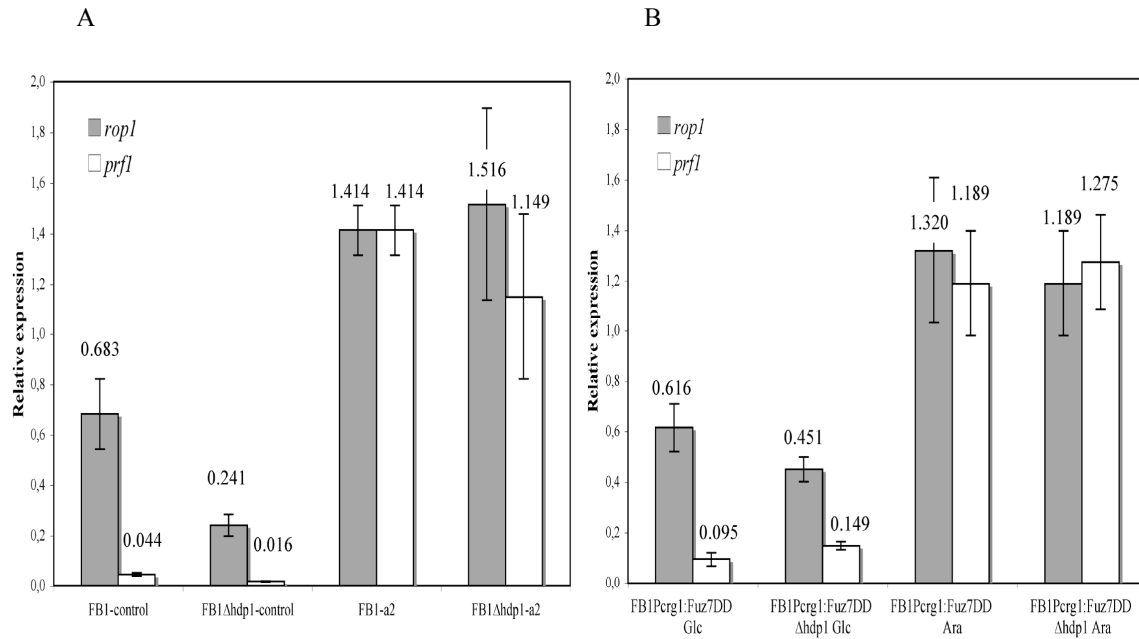 A
B
2,0
1,8
1,6
1,4
1,2
1,0
0,8
0,6
0,4
0,2
0,0
Relative expression
rop1
prf1
0.683
0.044
0.241
0.016
1.414
1.414
1.516
1.149
FB1-control
FB1Δhdp1-control
FB1-a2
FB1Δhdp1-a2
2,0
1,8
1,6
1,4
1,2
1,0
0,8
0,6
0,4
0,2
0,0
Relative expression
rop1
prf1
0.616
0.095
0.451
0.149
1.320
1.189
1.189
1.275
FB1Pcrg1:Fuz7DD
Glc
FB1Pcrg1:Fuz7DD
Δhdp1 Glc
FB1Pcrg1:Fuz7DD
Ara
FB1Pcrg1:Fuz7DD
Δhdp1 Ara